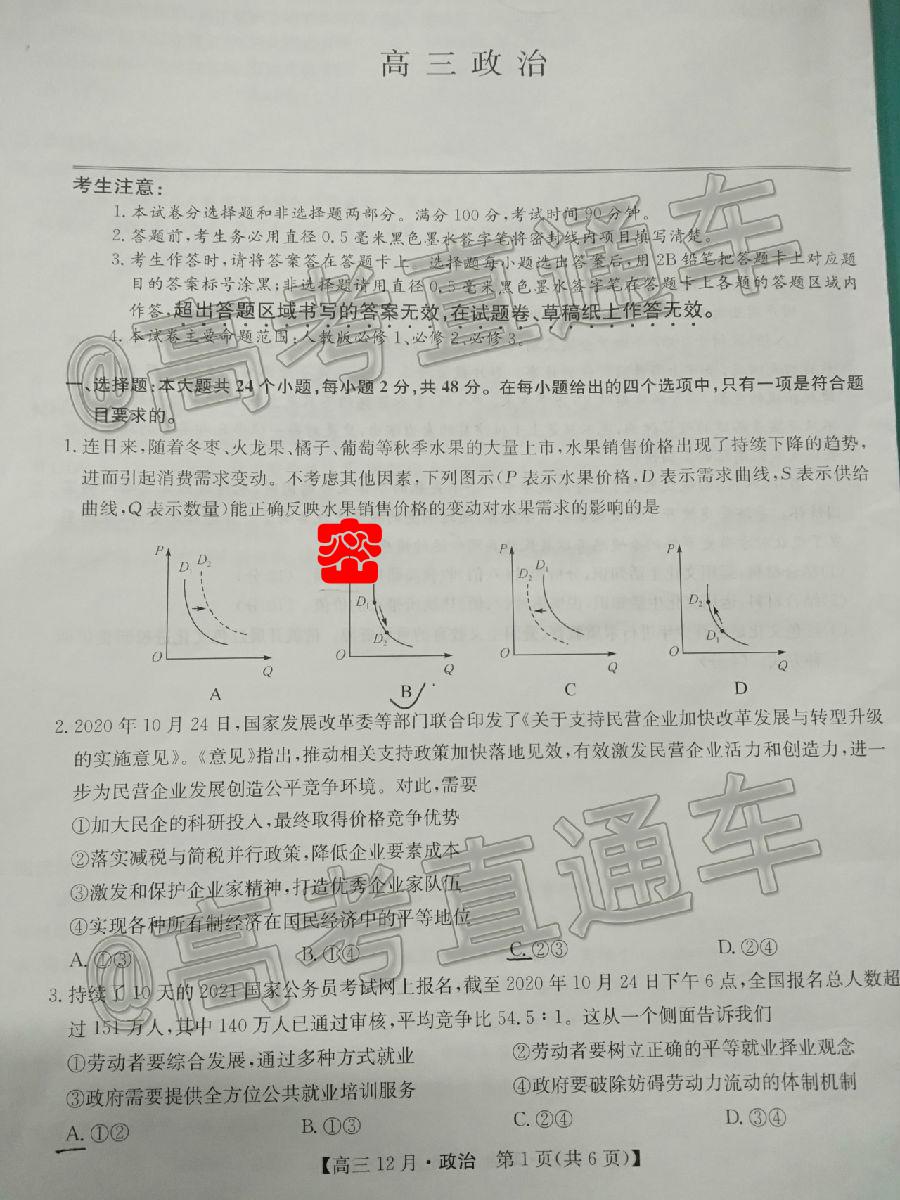 高三政治
考生注意:
1.本试卷分选择题和非选择题两部分。满分100分,考试时间90分钟。
2.答题前,考生务必用直径0.5毫米黑色墨水签字笔将密封线内项目填写清楚。
3.考生作答时,请将答案答在答题卡上。选择题每小题选出答案后,用2B铅笔把答题卡上对应题
目的答案标号涂黑;非选择题请用直径0.5毫米黑色墨水签字笔在答题卡上各题的答题区域内
作答,超出答题区域书写的答案无效,在试题卷、草稿纸上作答无效。
4.本试卷主要命题范围:人教版必修1、必修2、必修3。
一、选择题:本大题共24个小题,每小题2分,共48分。在每小题给出的四个选项中,只有一项是符合题
目要求的。
1.连日来,随着冬枣、火龙果、橘子、葡萄等秋季水果的大量上市,水果销售价格出现了持续下降的趋势,
进而引起消费需求变动。不考虑其他因素,下列图示(P表示水果价格,D表示需求曲线,S表示供给
曲线,Q表示数量)能正确反映水果销售价格的变动对水果需求的影响的是
密
P D₁ D₂ O Q
D₁ D₂ O Q
P D₂ D₁ O Q
P D₂ D₁ O Q
A B C D
2.2020年10月24日,国家发展改革委等部门联合印发了《关于支持民营企业加快改革发展与转型升级
的实施意见》。《意见》指出,推动相关支持政策加快落地见效,有效激发民营企业活力和创造力,进一
步为民营企业发展创造公平竞争环境。对此,需要
①加大民企的科研投入,最终取得价格竞争优势
②落实减税与简税并行政策,降低企业要素成本
③激发和保护企业家精神,打造优秀企业家队伍
④实现各种所有制经济在国民经济中的平等地位
A.①③ B.①④ C.②③ D.②④
3.持续了10天的2021国家公务员考试网上报名,截至2020年10月24日下午6点,全国报名总人数超
过151万人,其中140万人已通过审核,平均竞争比54.5∶1。这从一个侧面告诉我们
①劳动者要综合发展,通过多种方式就业 ②劳动者要树立正确的平等就业择业观念
③政府需要提供全方位公共就业培训服务 ④政府要破除妨碍劳动力流动的体制机制
A.①② B.①③ C.②④ D.③④
【高三12月·政治 第1页(共6页)】
@高考直通车
@高考直通车